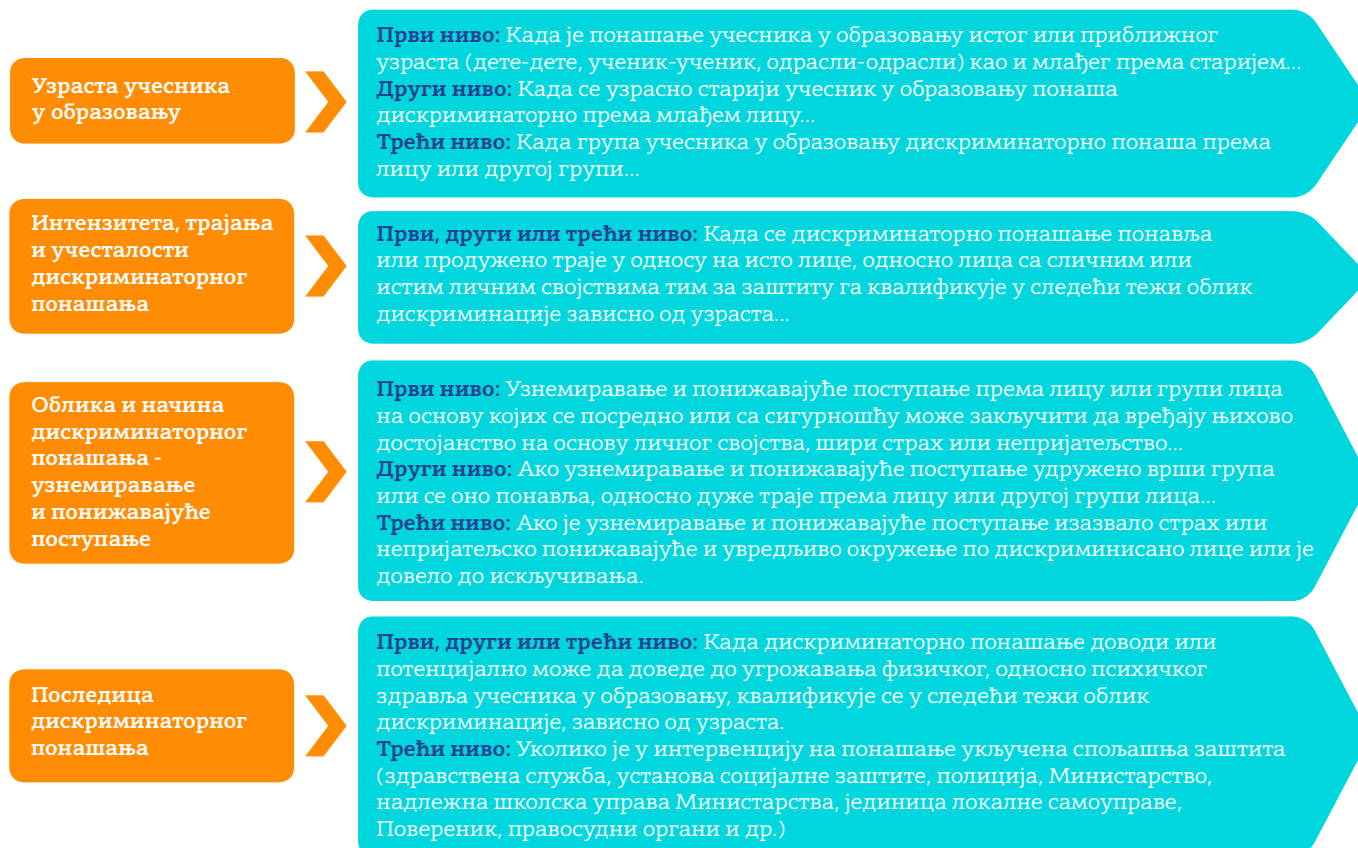 Узраста учесника
у образовању
Први ниво: Када је понашање учесника у образовању истог или приближног
узраста (дете-дете, ученик-ученик, одрасли-одрасли) као и млађег према старијем...
Други ниво: Када се узрасно старији учесник у образовању понаша
дискриминаторно према млађем лицу...
Трећи ниво: Када група учесника у образовању дискриминаторно понаша према
лицу или другој групи...
Интензитета, трајања
и учесталости
дискриминаторног
понашања
Први, други или трећи ниво: Када се дискриминаторно понашање понавља
или продужено траје у односу на исто лице, односно лица са сличним или
истим личним својствима тим за заштиту га квалификује у следећи тежи облик
дискриминације зависно од узраста...
Облика и начина
дискриминаторног
понашања -
узнемиравање
и понижавајуће
поступање
Први ниво: Узнемиравање и понижавајуће поступање према лицу или групи лица
на основу којих се посредно или са сигурношћу може закључити да вређају њихово
достојанство на основу личног својства, шири страх или непријатељство...
Други ниво: Ако узнемиравање и понижавајуће поступање удружено врши група
или се оно понавља, односно дуже траје према лицу или другој групи лица...
Трећи ниво: Ако је узнемиравање и понижавајуће поступање изазвало страх или
непријатељско понижавајуће и увредљиво окружење по дискриминисано лице или је
довело до искључивања.
Последица
дискриминаторног
понашања
Први, други или трећи ниво: Када дискриминаторно понашање доводи или
потенцијално може да доведе до угрожавања физичког, односно психичког
здравља учесника у образовању, квалификује се у следећи тежи облик
дискриминације, зависно од узраста.
Трећи ниво: Уколико је у интервенцију на понашање укључена спољашња заштита
(здравствена служба, установа социјалне заштите, полиција, Министарство,
надлежна школска управа Министарства, јединица локалне самоуправе,
Повереник, правосудни органи и др.)